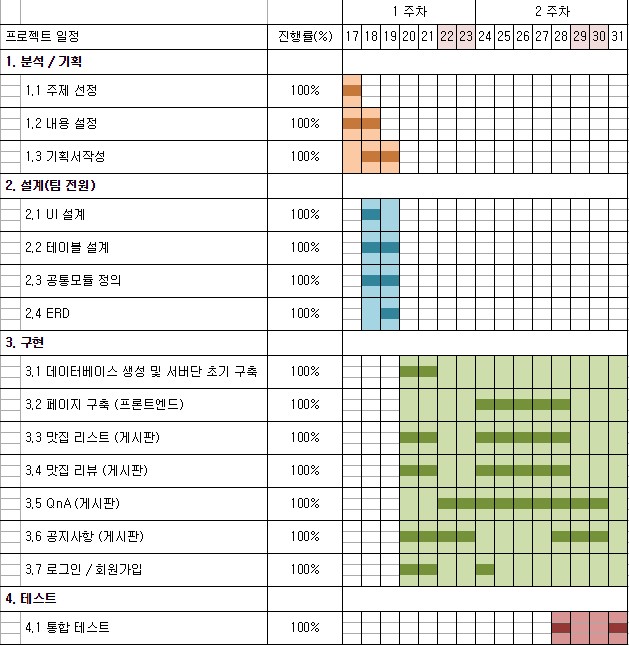 1 주차 2 주차
프로젝트 일정 진행률(%) 17 18 19 20 21 22 23 24 25 26 27 28 29 30 31
1. 분석 / 기획
1.1 주제 선정 100%
1.2 내용 설정 100%
1.3 기획서작성 100%
2. 설계(팀 전원)
2.1 UI 설계 100%
2.2 테이블 설계 100%
2.3 공통모듈 정의 100%
2.4 ERD 100%
3. 구현
3.1 데이터베이스 생성 및 서버단 초기 구축 100%
3.2 페이지 구축 (프론트엔드) 100%
3.3 맛집 리스트 (게시판) 100%
3.4 맛집 리뷰 (게시판) 100%
3.5 QnA (게시판) 100%
3.6 공지사항 (게시판) 100%
3.7 로그인 / 회원가입 100%
4. 테스트
4.1 통합 테스트 100%